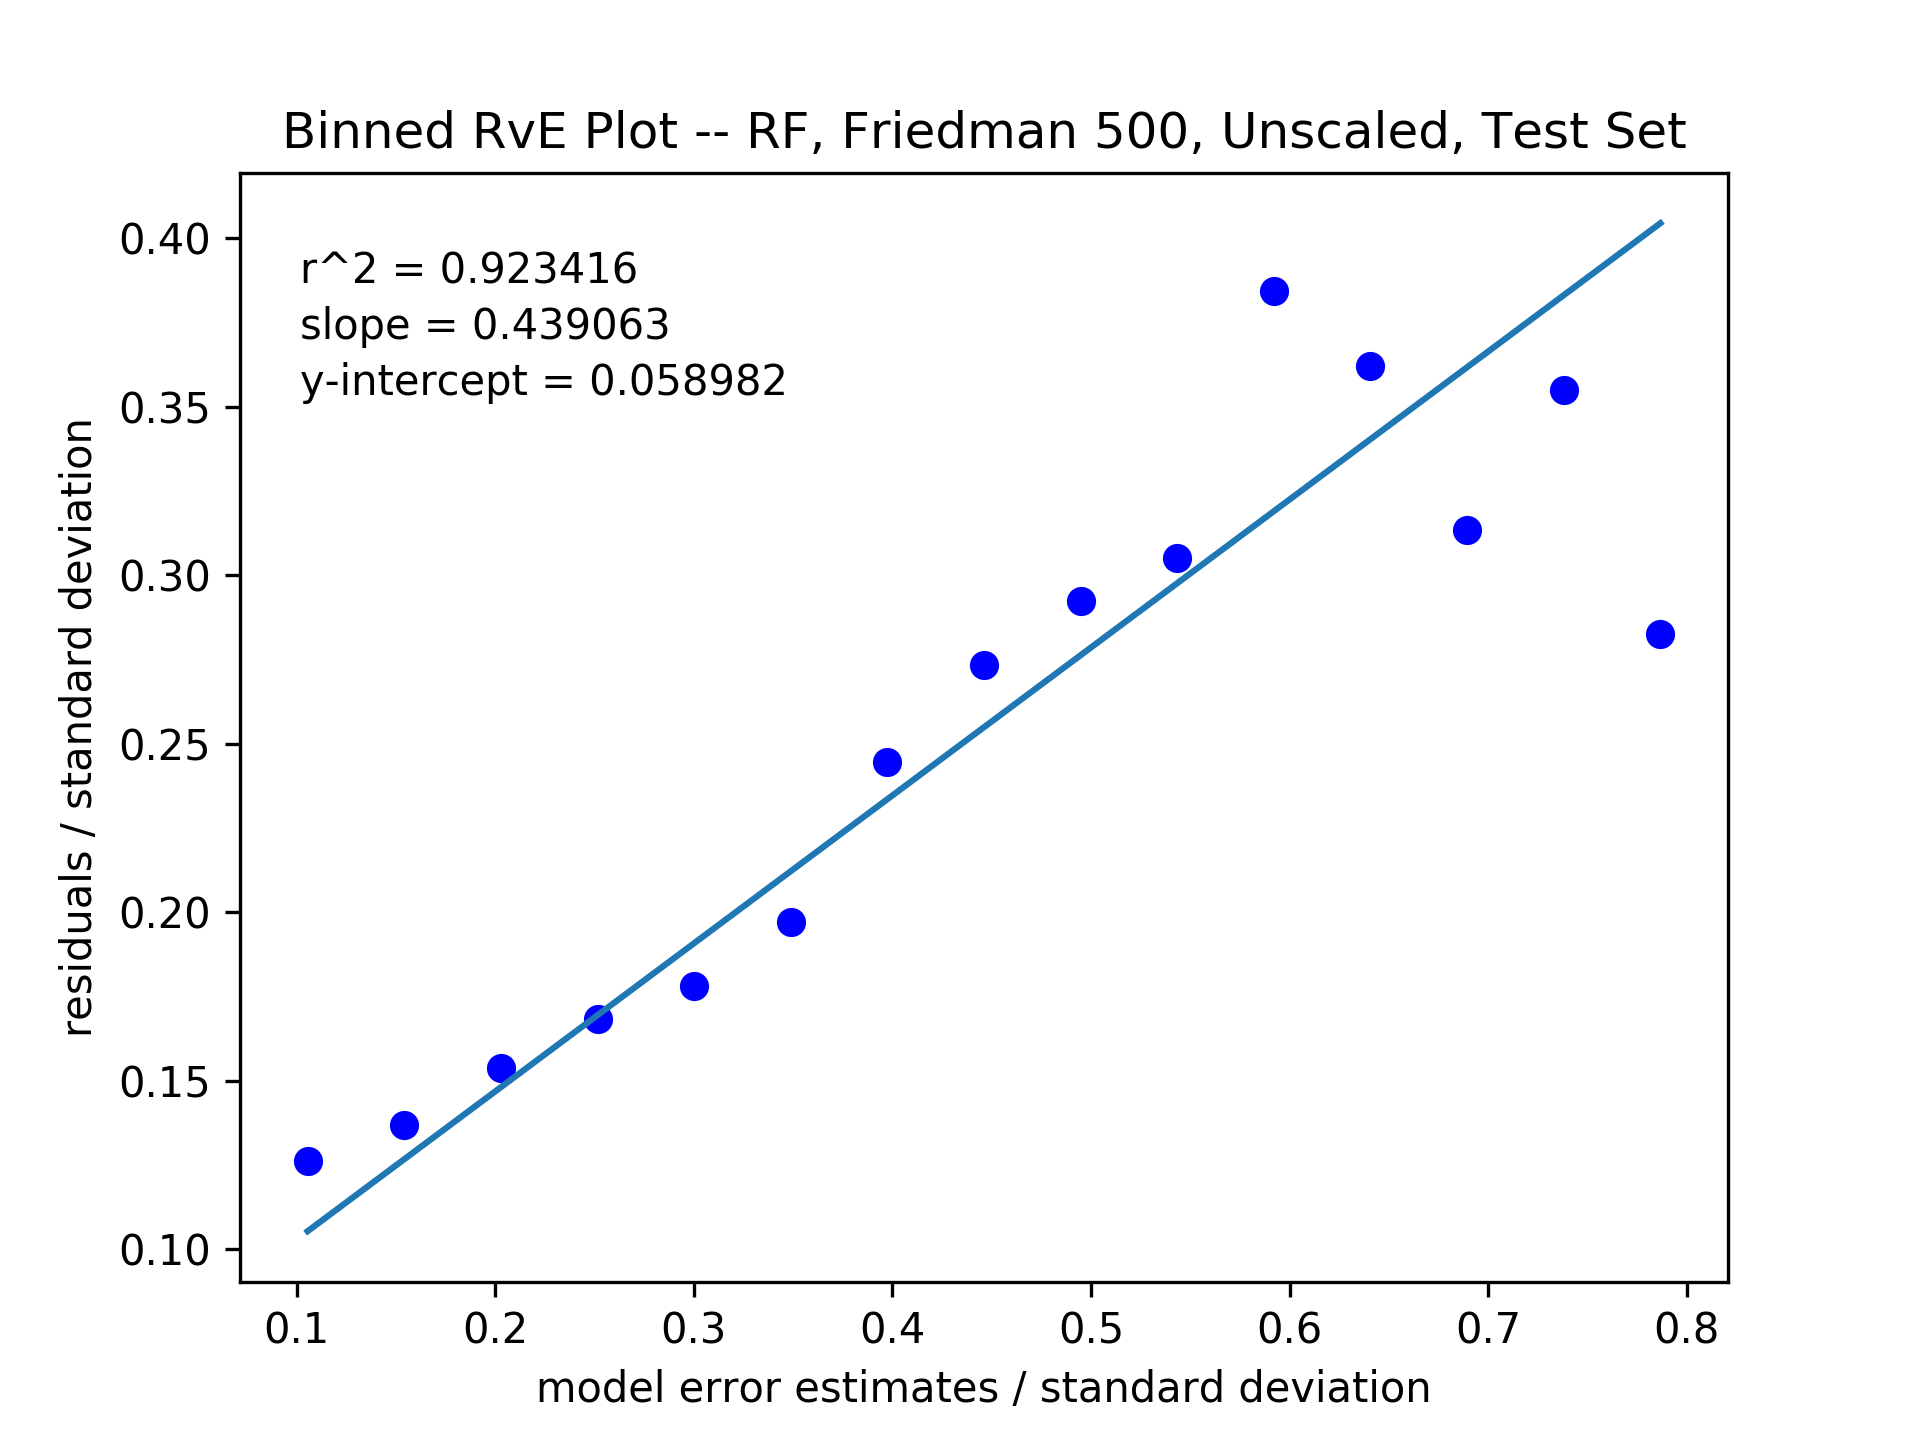 Binned RvE Plot -- RF, Friedman 500, Unscaled, Test Set
r^2 = 0.923416
slope = 0.439063
y-intercept = 0.058982
residuals / standard deviation
0.40
0.35
0.30
0.25
0.20
0.15
0.10
0.1 0.2 0.3 0.4 0.5 0.6 0.7 0.8
model error estimates / standard deviation